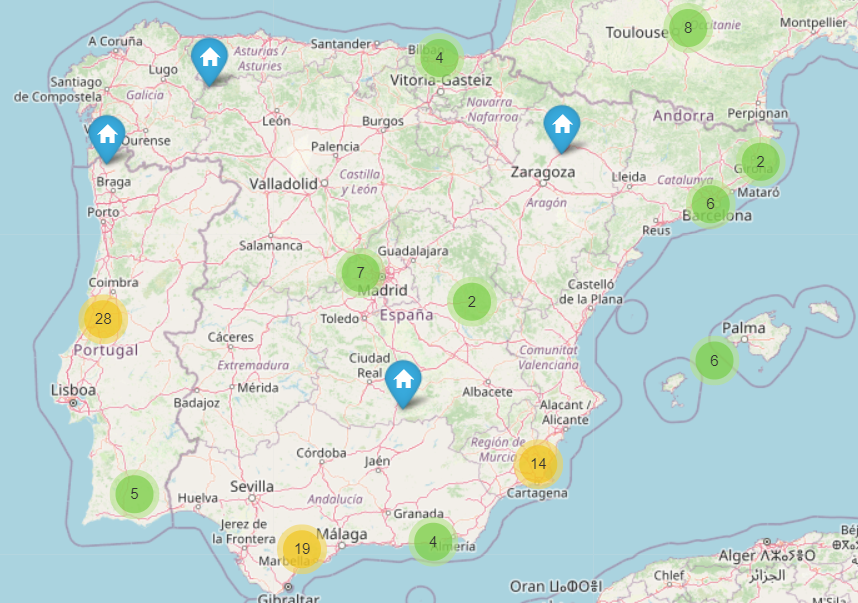 Toulouse
8
Occitanie
Montpellier
A Coruña
Asturias /
Asturies
Santander
Bilbao
4
Lugo
Santiago
de Compostela
Galicia
Vitoria-Gasteiz
León
Burgos
Navarra -
Nafarroa
Andorra
Perpignan
Ourense
Palencia
Zaragoza
Lleida
Catalunya
Girona
2
Braga
Valladolid
Castilla
y León
Aragón
6
Mataró
Barcelona
Porto
Reus
Salamanca
Guadalajara
7
Madrid
Coimbra
2
Castelló
de la Plana
28
Toledo
España
Palma
Portugal
Cáceres
Ciudad
Real
Comunitat
Valenciana
6
Extremadura
Lisboa
Mérida
Albacete
Badajoz
Alacant /
Alicante
Región de
Murcia
14
Córdoba
Jaén
Cartagena
5
Huelva
Sevilla
Andalucía
Granada
Jerez de
la Frontera
19
Málaga
4
Almería
Marbella
Gibraltar
Alger ⴷⵣⴰⵢⴻⵔ
الجزائر
Oran
Chlef
M'Sila